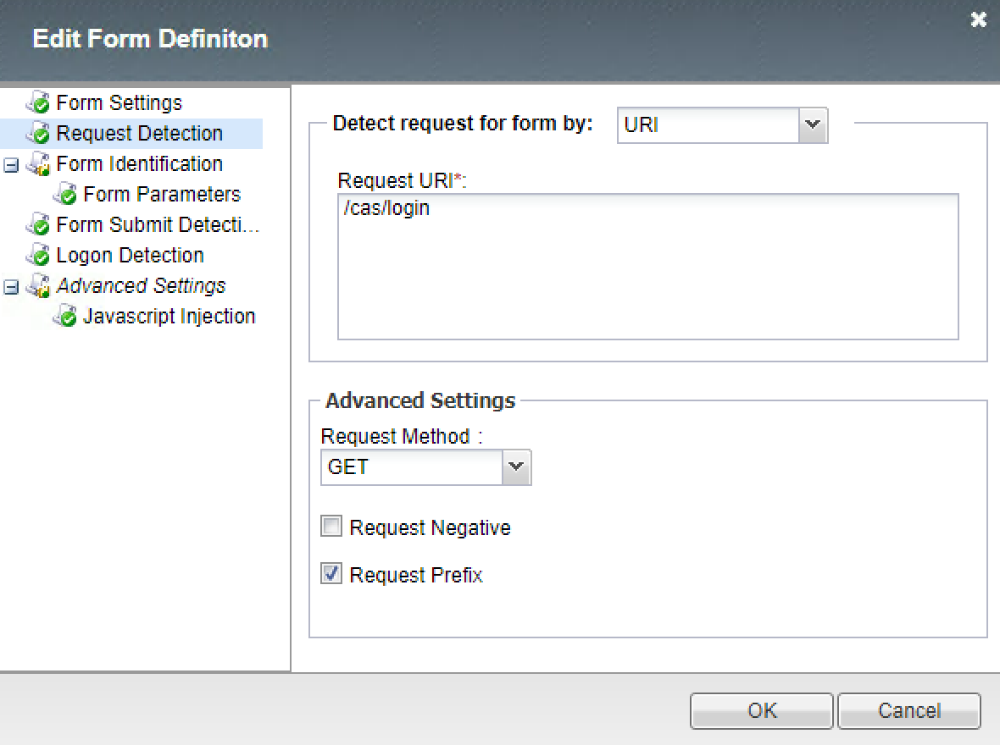 Edit Form Definiton
Form Settings
Request Detection
Form Identification
Form Parameters
Form Submit Detecti...
Logon Detection
Advanced Settings
Javascript Injection
Detect request for form by: URI
Request URI*:
/cas/login
Advanced Settings
Request Method :
GET
Request Negative
Request Prefix
OK Cancel